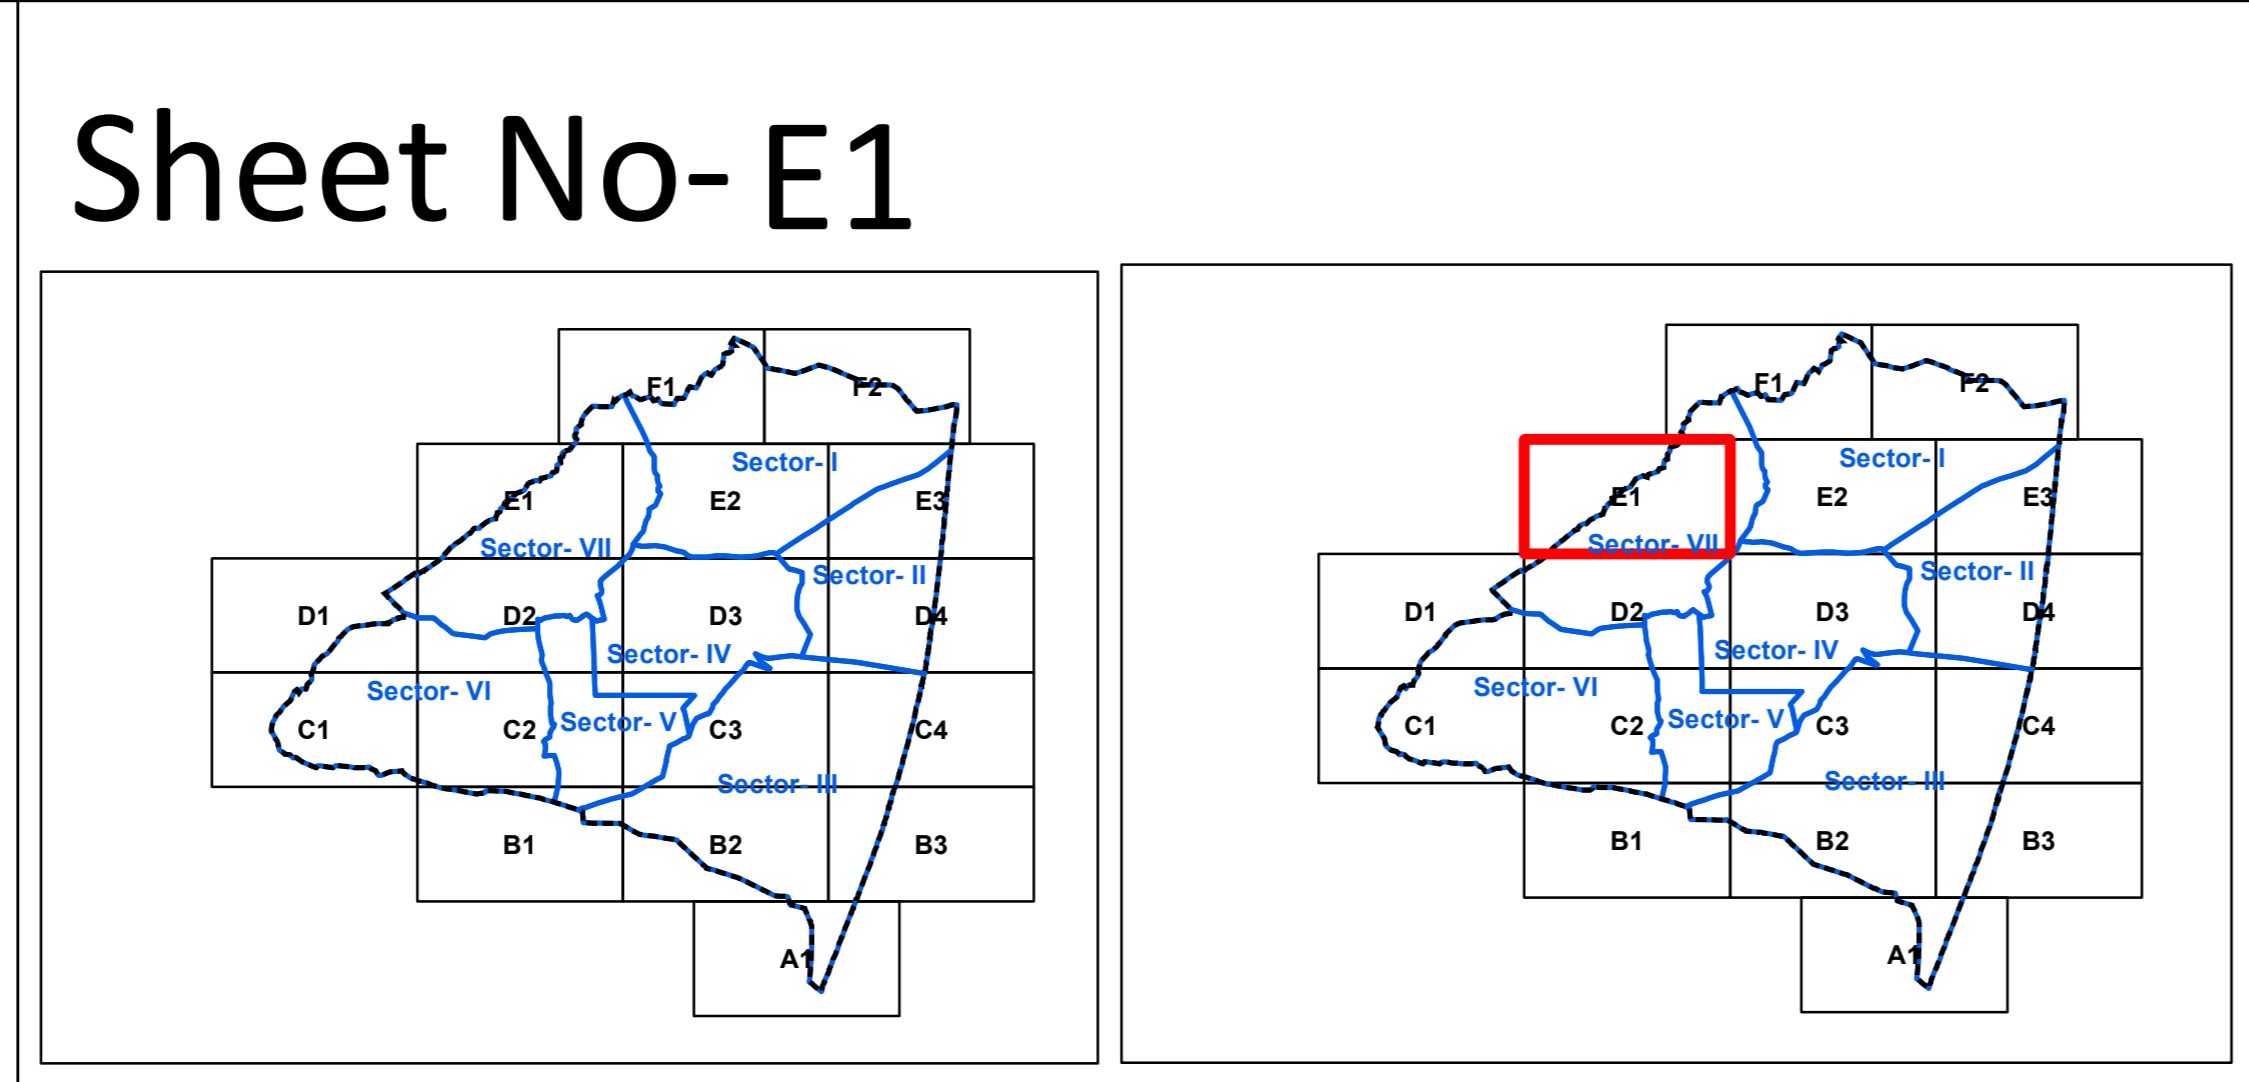 Sheet No- E1
F1
F2
Sector- I
E1
E2
E3
Sector- VII
Sector- II
D1
D2
D3
D4
Sector- IV
Sector- VI
Sector- V
C1
C2
C3
C4
Sector- III
B1
B2
B3
A1
F1
F2
Sector- I
E1
E2
E3
Sector- VII
Sector- II
D1
D2
D3
D4
Sector- IV
Sector- VI
Sector- V
C1
C2
C3
C4
Sector- III
B1
B2
B3
A1